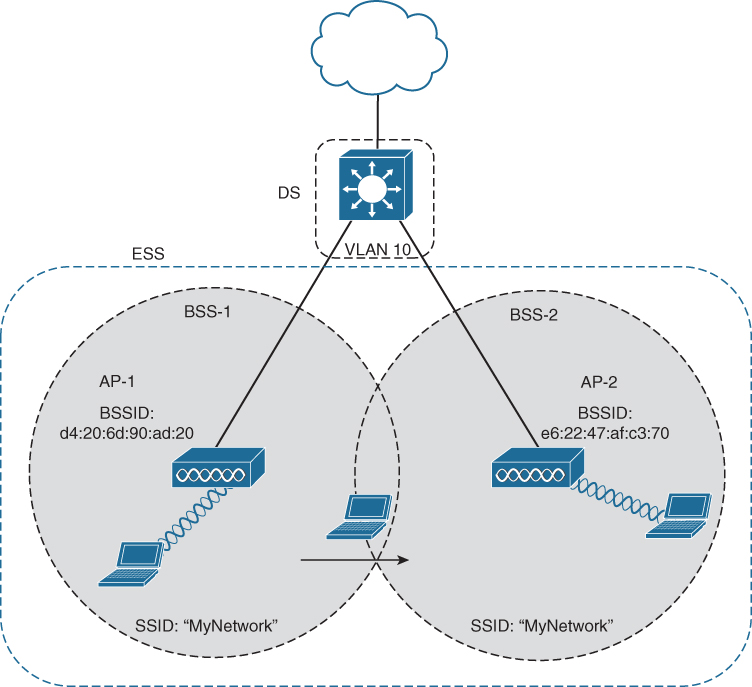 DS
VLAN 10
ESS
BSS-1
BSS-2
AP-1
BSSID:
d4:20:6d:90:ad:20
AP-2
BSSID:
e6:22:47:af:c3:70
SSID: “MyNetwork”
SSID: “MyNetwork”